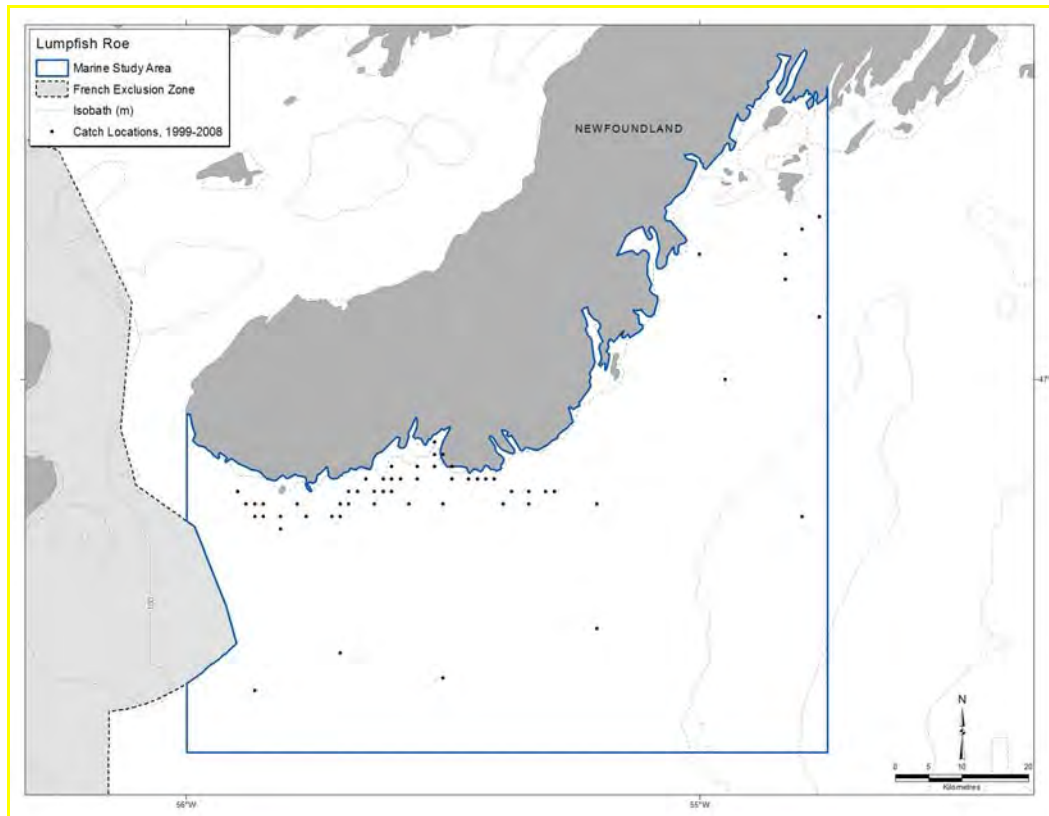 Lumpfish Roe
Marine Study Area
French Exclusion Zone
Isobath (m)
Catch Locations, 1999-2008
NEWFOUNDLAND
47°
100
N
0 5 10 20
Kilometres
56°W
55°W